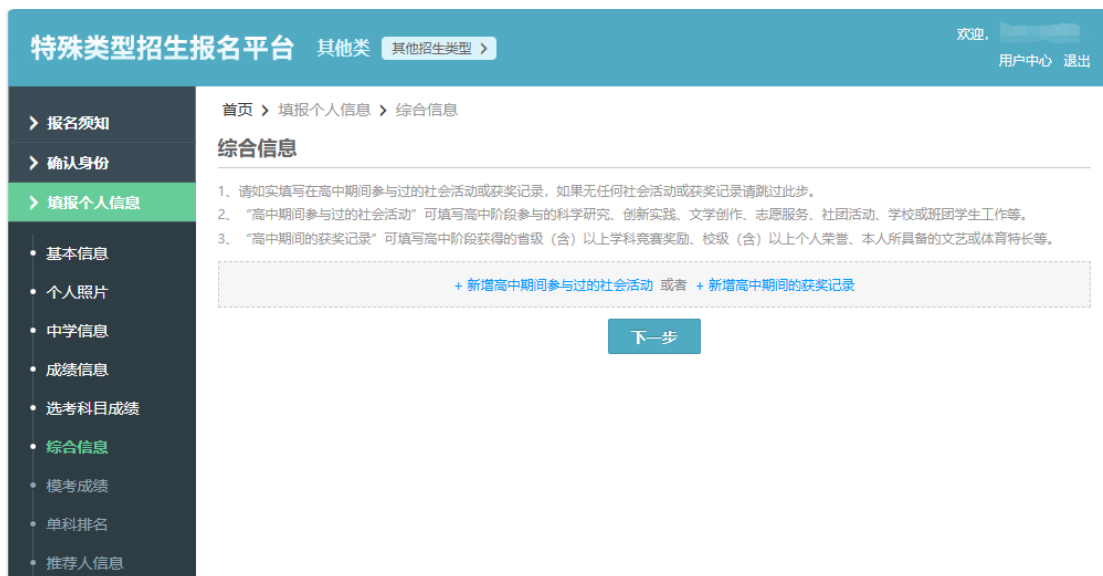 特殊类型招生报名平台 其他类 其他招生类型 >
欢迎,
用户中心 退出
> 报名须知
> 确认身份
> 填报个人信息
• 基本信息
• 个人照片
• 中学信息
• 成绩信息
• 选考科目成绩
• 综合信息
• 模考成绩
• 单科排名
• 推荐人信息
首页 > 填报个人信息 > 综合信息
综合信息
1、请如实填写在高中期间参与过的社会活动或获奖记录，如果无任何社会活动或获奖记录请跳过此步。
2、“高中期间参与过的社会活动”可填写高中阶段参与的科学研究、创新实践、文学创作、志愿服务、社团活动、学校或班团学生工作等。
3、“高中期间的获奖记录”可填写高中阶段获得的省级（含）以上学科竞赛奖励、校级（含）以上个人荣誉、本人所具备的文艺或体育特长等。
+ 新增高中期间参与过的社会活动 或者 + 新增高中期间的获奖记录
下一步